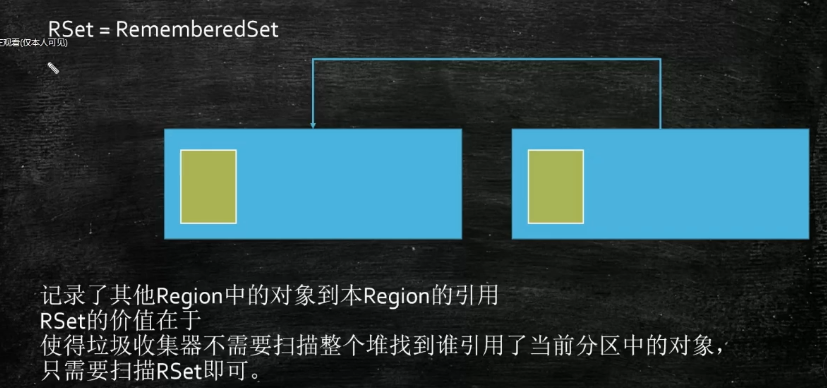 RSet = RememberedSet
观看(仅本人可见)
记录了其他Region中的对象到本Region的引用
RSet的价值在于
使得垃圾收集器不需要扫描整个堆找到谁引用了当前分区中的对象,
只需要扫描RSet即可。